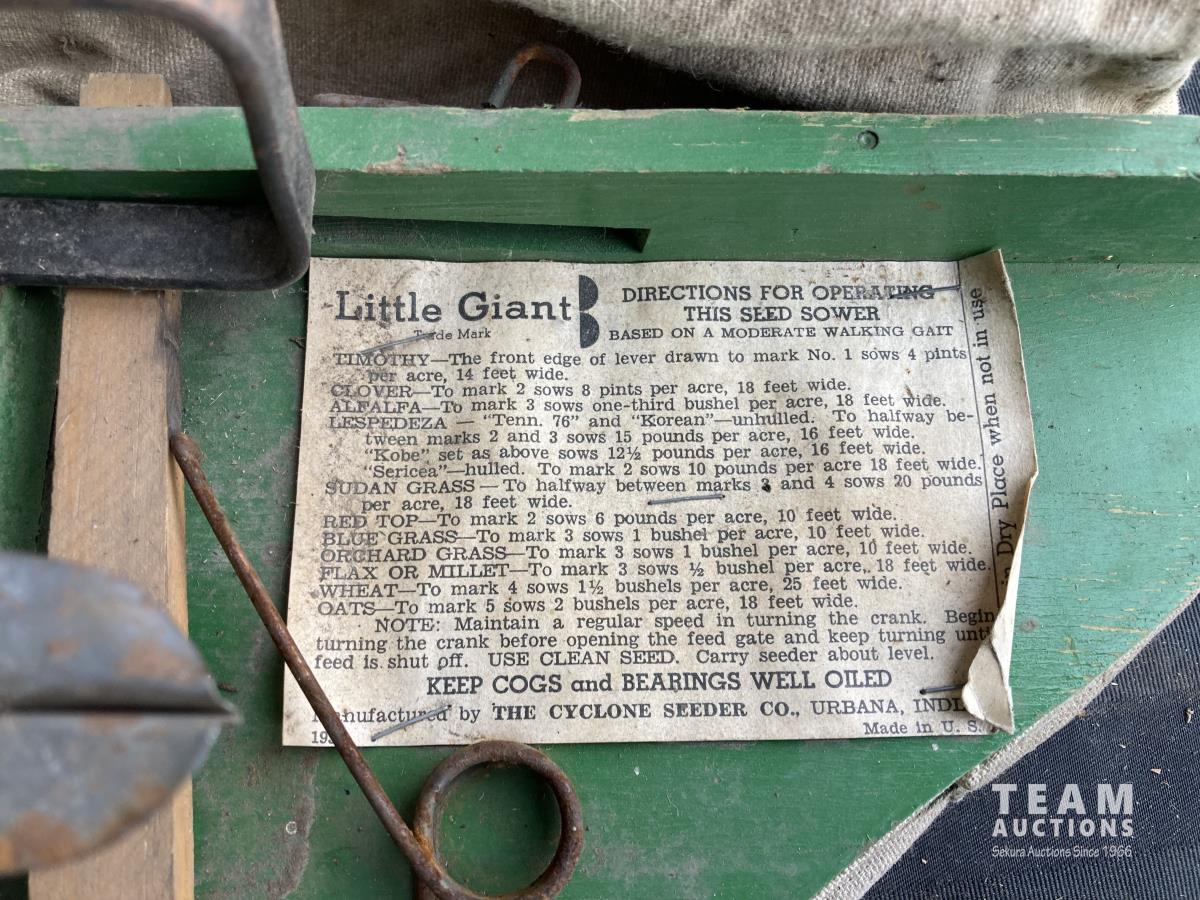 Little Giant
Trade Mark
DIRECTIONS FOR OPERATING
THIS SEED SOWER
BASED ON A MODERATE WALKING GAIT
TIMOTHY—The front edge of lever drawn to mark No. 1 sows 4 pints
per acre, 14 feet wide.
CLOVER—To mark 2 sows 8 pints per acre, 18 feet wide.
ALFALFA—To mark 3 sows one-third bushel per acre, 18 feet wide.
LESPEDEZA — "Tenn. 76" and "Korean"—unhulled. To halfway be-
tween marks 2 and 3 sows 15 pounds per acre, 16 feet wide.
"Kobe" set as above sows 12½ pounds per acre, 16 feet wide.
"Sericea"—hulled. To mark 2 sows 10 pounds per acre 18 feet wide.
SUDAN GRASS — To halfway between marks 3 and 4 sows 20 pounds
per acre, 18 feet wide.
RED TOP—To mark 2 sows 6 pounds per acre, 10 feet wide.
BLUE GRASS—To mark 3 sows 1 bushel per acre, 10 feet wide.
ORCHARD GRASS—To mark 3 sows 1 bushel per acre, 10 feet wide.
FLAX OR MILLET—To mark 3 sows ½ bushel per acre, 18 feet wide.
WHEAT—To mark 4 sows 1½ bushels per acre, 25 feet wide.
OATS—To mark 5 sows 2 bushels per acre, 18 feet wide.
NOTE: Maintain a regular speed in turning the crank. Begin
turning the crank before opening the feed gate and keep turning until
feed is shut off. USE CLEAN SEED. Carry seeder about level.
KEEP COGS and BEARINGS WELL OILED
Manufactured by THE CYCLONE SEEDER CO., URBANA, IND
Made in U. S.
in Dry Place when not in use
TEAM
AUCTIONS
Sekura Auctions Since 1966